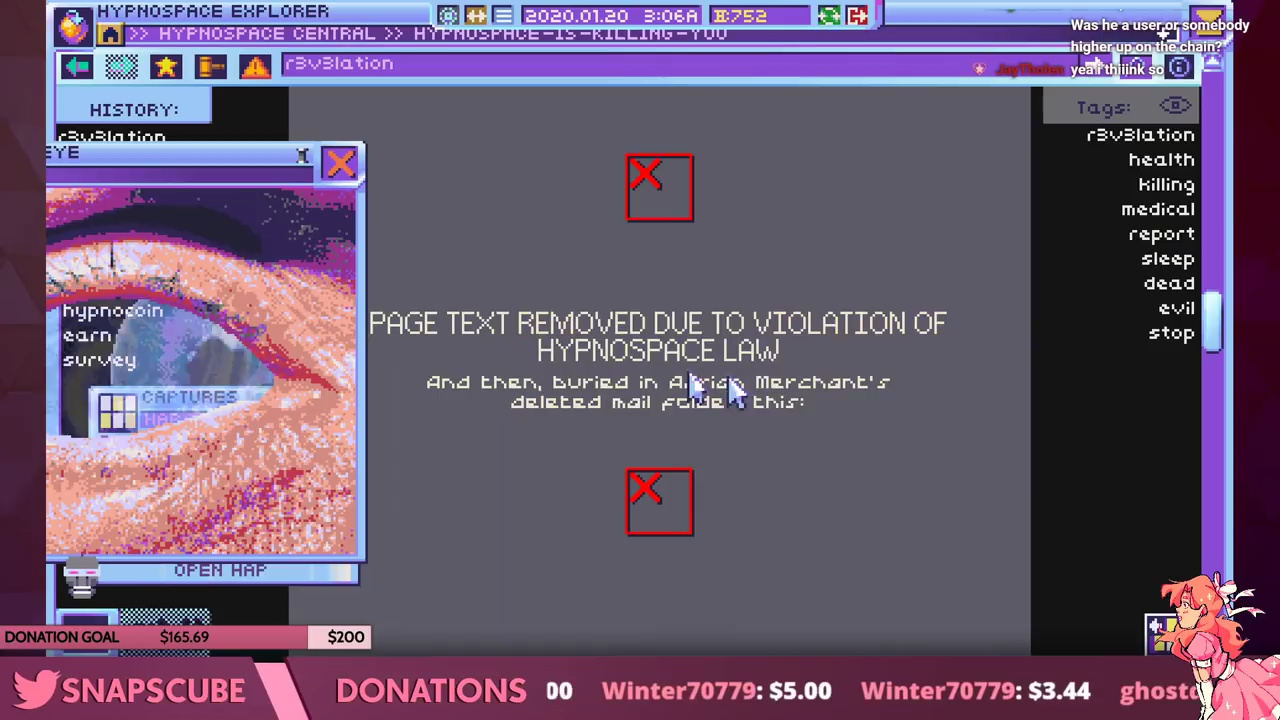 HYPNOSPACE EXPLORER
2020.01.20 3:06A
752
>> HYPNOSPACE CENTRAL >> HYPNOSPACE-IS-KILLING-YOU
Was he a user or somebody
higher up on the chain?
yea i thiiink so
r3v3lation
HISTORY:
r3v3lation
EYE
hypnocoin
earn
survey
CAPTURES
OPEN HAP
PAGE TEXT REMOVED DUE TO VIOLATION OF
HYPNOSPACE LAW
And then, buried in Merchant's
deleted mail this:
Tags:
r3v3lation
health
killing
medical
report
sleep
dead
evil
stop
DONATION GOAL $165.69 $200
SNAPSCUBE
DONATIONS
00 Winter70779: $5.00 Winter70779: $3.44